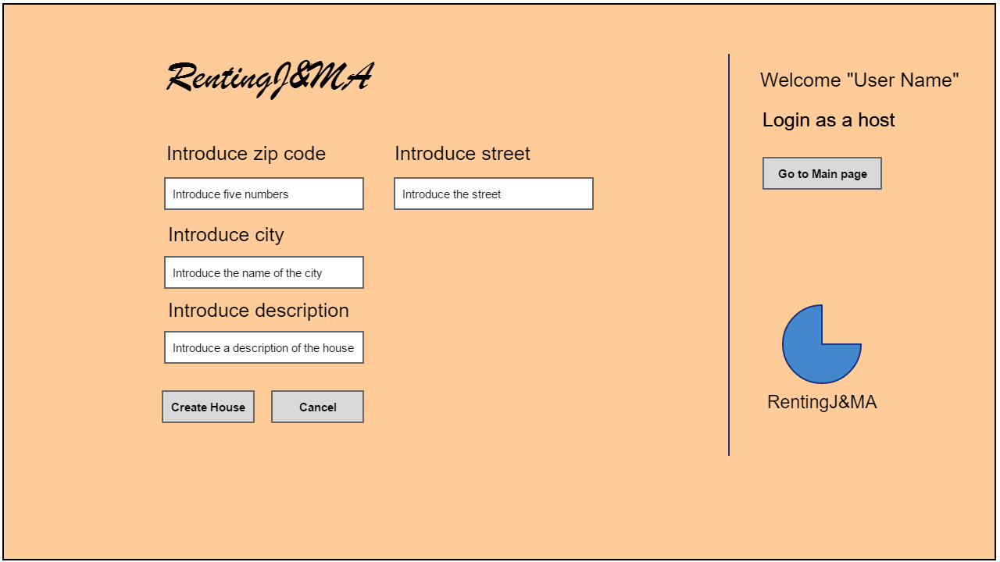 RentingJ&MA
Introduce zip code
Introduce street
Introduce five numbers
Introduce the street
Introduce city
Introduce the name of the city
Introduce description
Introduce a description of the house
Create House
Cancel
Welcome "User Name"
Login as a host
Go to Main page
RentingJ&MA